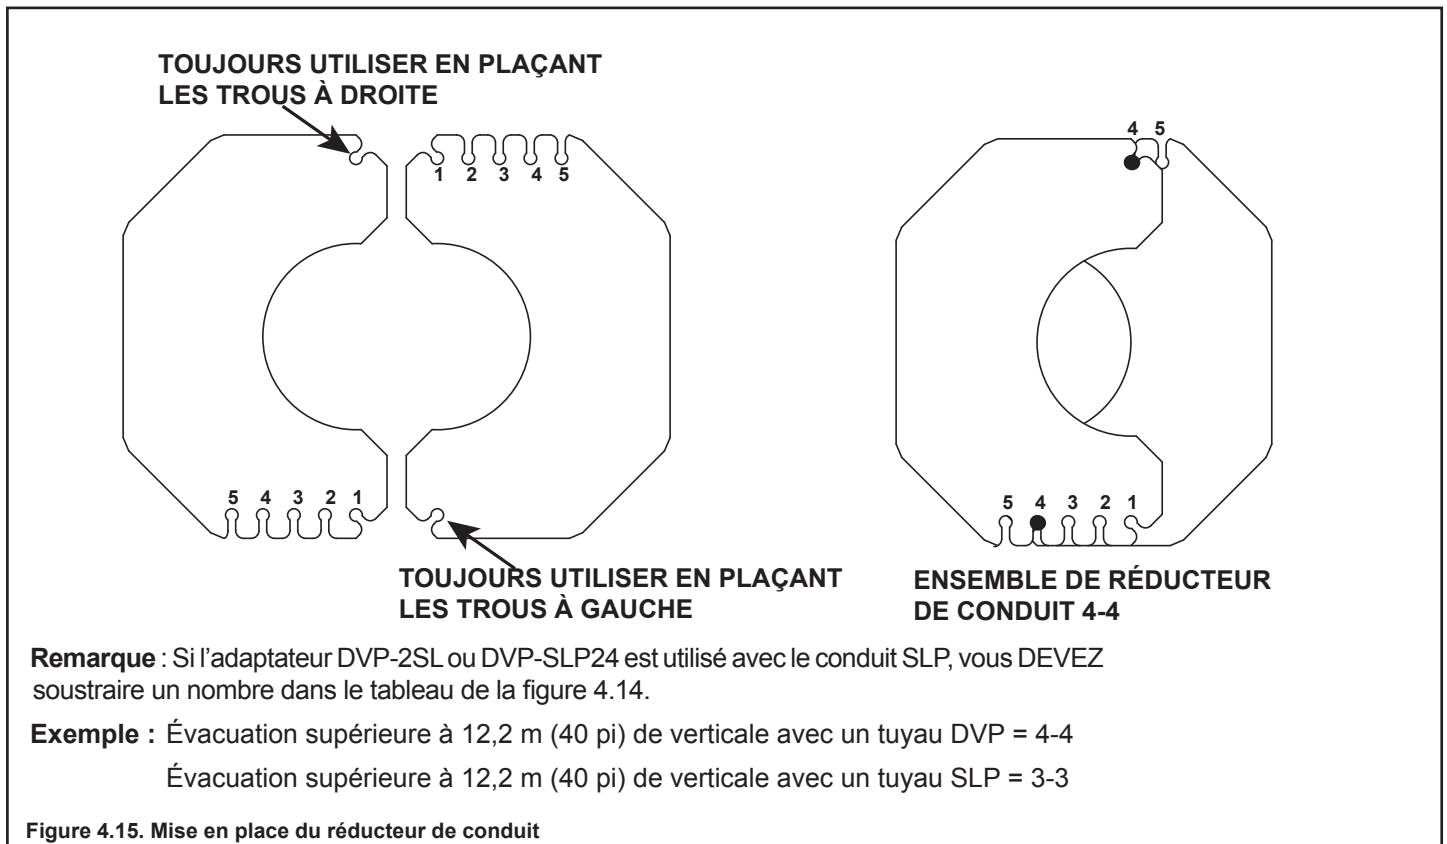 TOUJOURS UTILISER EN PLAÇANT
LES TROUS À DROITE
1 2 3 4 5
4 5
5 4 3 2 1
5 4 3 2 1
TOUJOURS UTILISER EN PLAÇANT
LES TROUS À GAUCHE
ENSEMBLE DE RÉDUCTEUR
DE CONDUIT 4-4
Remarque : Si l’adaptateur DVP-2SL ou DVP-SLP24 est utilisé avec le conduit SLP, vous DEVEZ
soustraire un nombre dans le tableau de la figure 4.14.
Exemple : Évacuation supérieure à 12,2 m (40 pi) de verticale avec un tuyau DVP = 4-4
Évacuation supérieure à 12,2 m (40 pi) de verticale avec un tuyau SLP = 3-3
Figure 4.15. Mise en place du réducteur de conduit